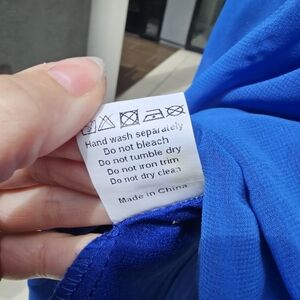 Hand wash separately
Do not bleach
Do not tumble dry
Do not iron trim
Do not dry clean
Made in China